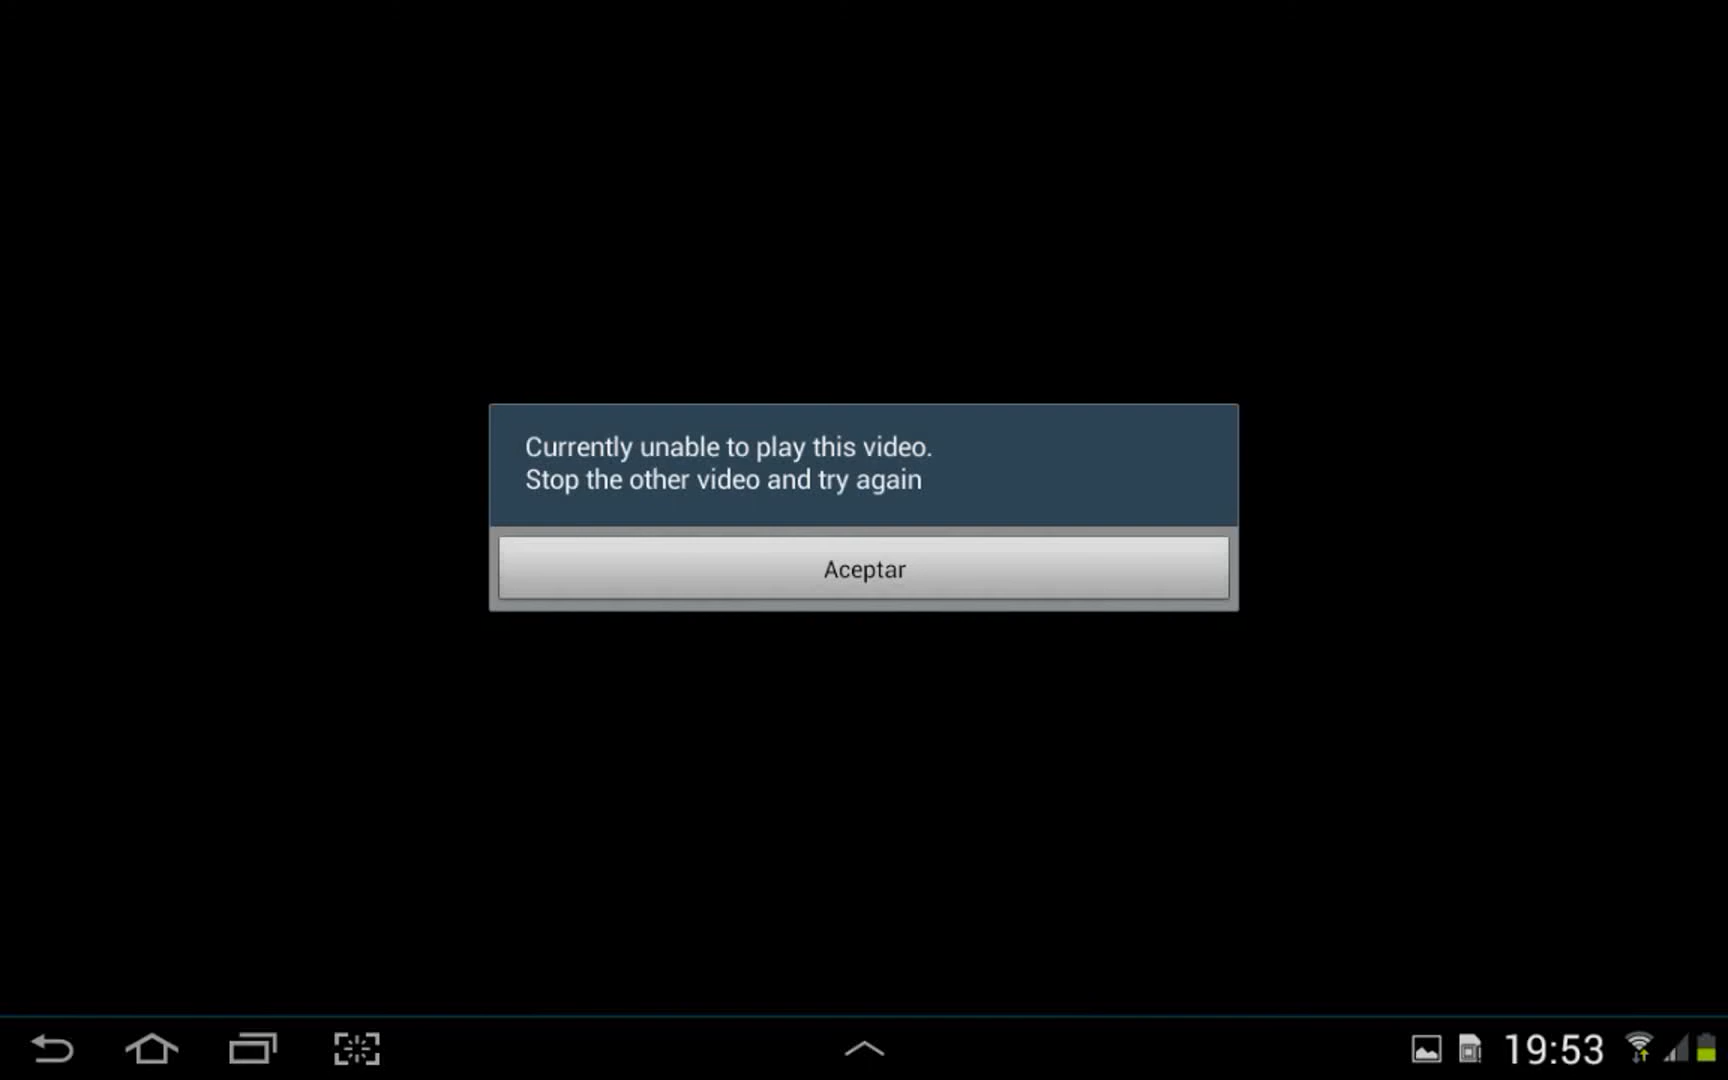 Currently unable to play this video.
Stop the other video and try again
Aceptar
19:53